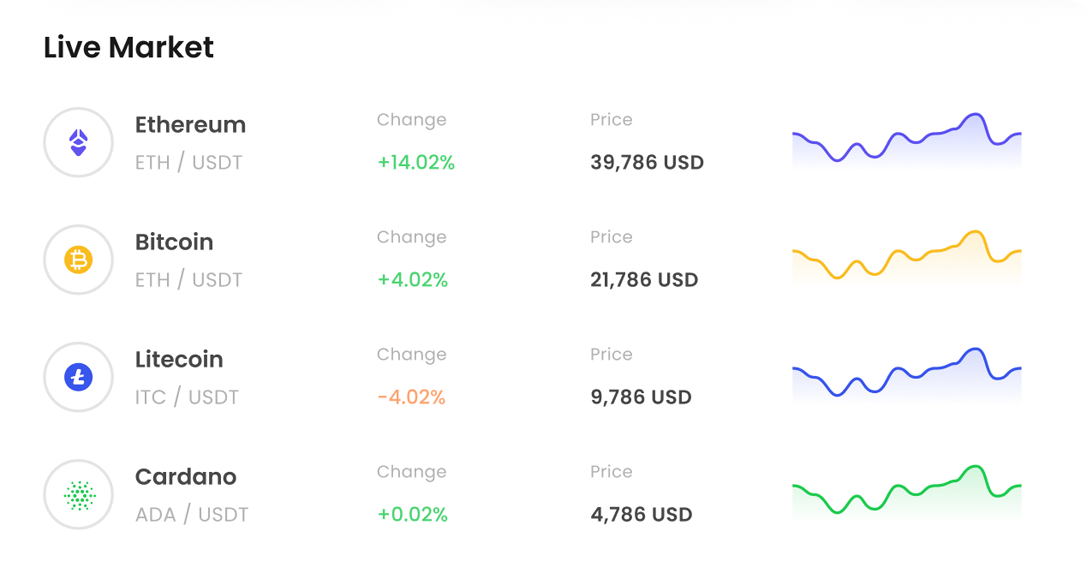 Live Market
Ethereum
ETH / USDT
Change
+14.02%
Price
39,786 USD
Bitcoin
ETH / USDT
Change
+4.02%
Price
21,786 USD
Litecoin
ITC / USDT
Change
-4.02%
Price
9,786 USD
Cardano
ADA / USDT
Change
+0.02%
Price
4,786 USD